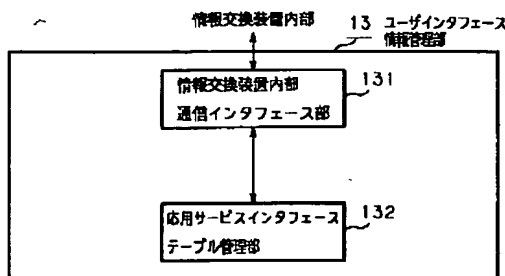 情報交換装置内部
13 ユーザインタフェース
情報管理部
情報交換装置内部
通信インタフェース部
131
応用サービスインタフェース
テーブル管理部
132